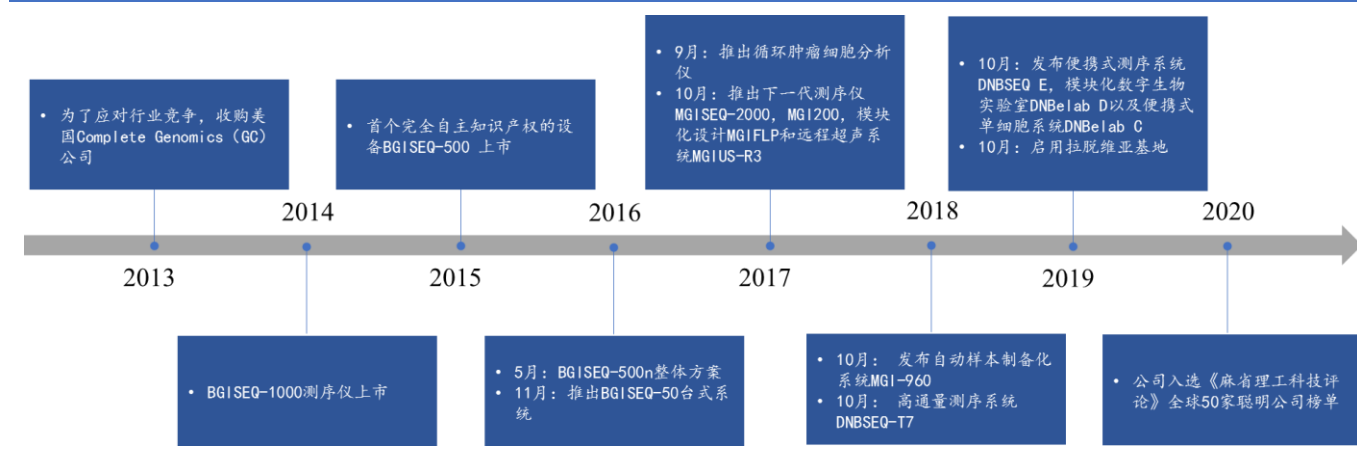 • 为了应对行业竞争，收购美
国Complete Genomics（GC）
公司
• 首个完全自主知识产权的设
备BGISEQ-500 上市
• 9月：推出循环肿瘤细胞分析
仪
• 10月：推出下一代测序仪
MGISEQ-2000，MGI200，模块
化设计MGIFLP和远程超声系
统MGIUS-R3
• 10月：发布便携式测序系统
DNBSEQ E，模块化数字生物
实验室DNBelab D以及便携式
单细胞系统DNBelab C
• 10月：启用拉脱维亚基地
2014
2016
2018
2020
2013
2015
2017
2019
• BGISEQ-1000测序仪上市
• 5月：BGISEQ-500n整体方案
• 11月：推出BGISEQ-50台式系
统
• 10月： 发布自动样本制备化
系统MGI-960
• 10月： 高通量测序系统
DNBSEQ-T7
• 公司入选《麻省理工科技评
论》全球50家聪明公司榜单